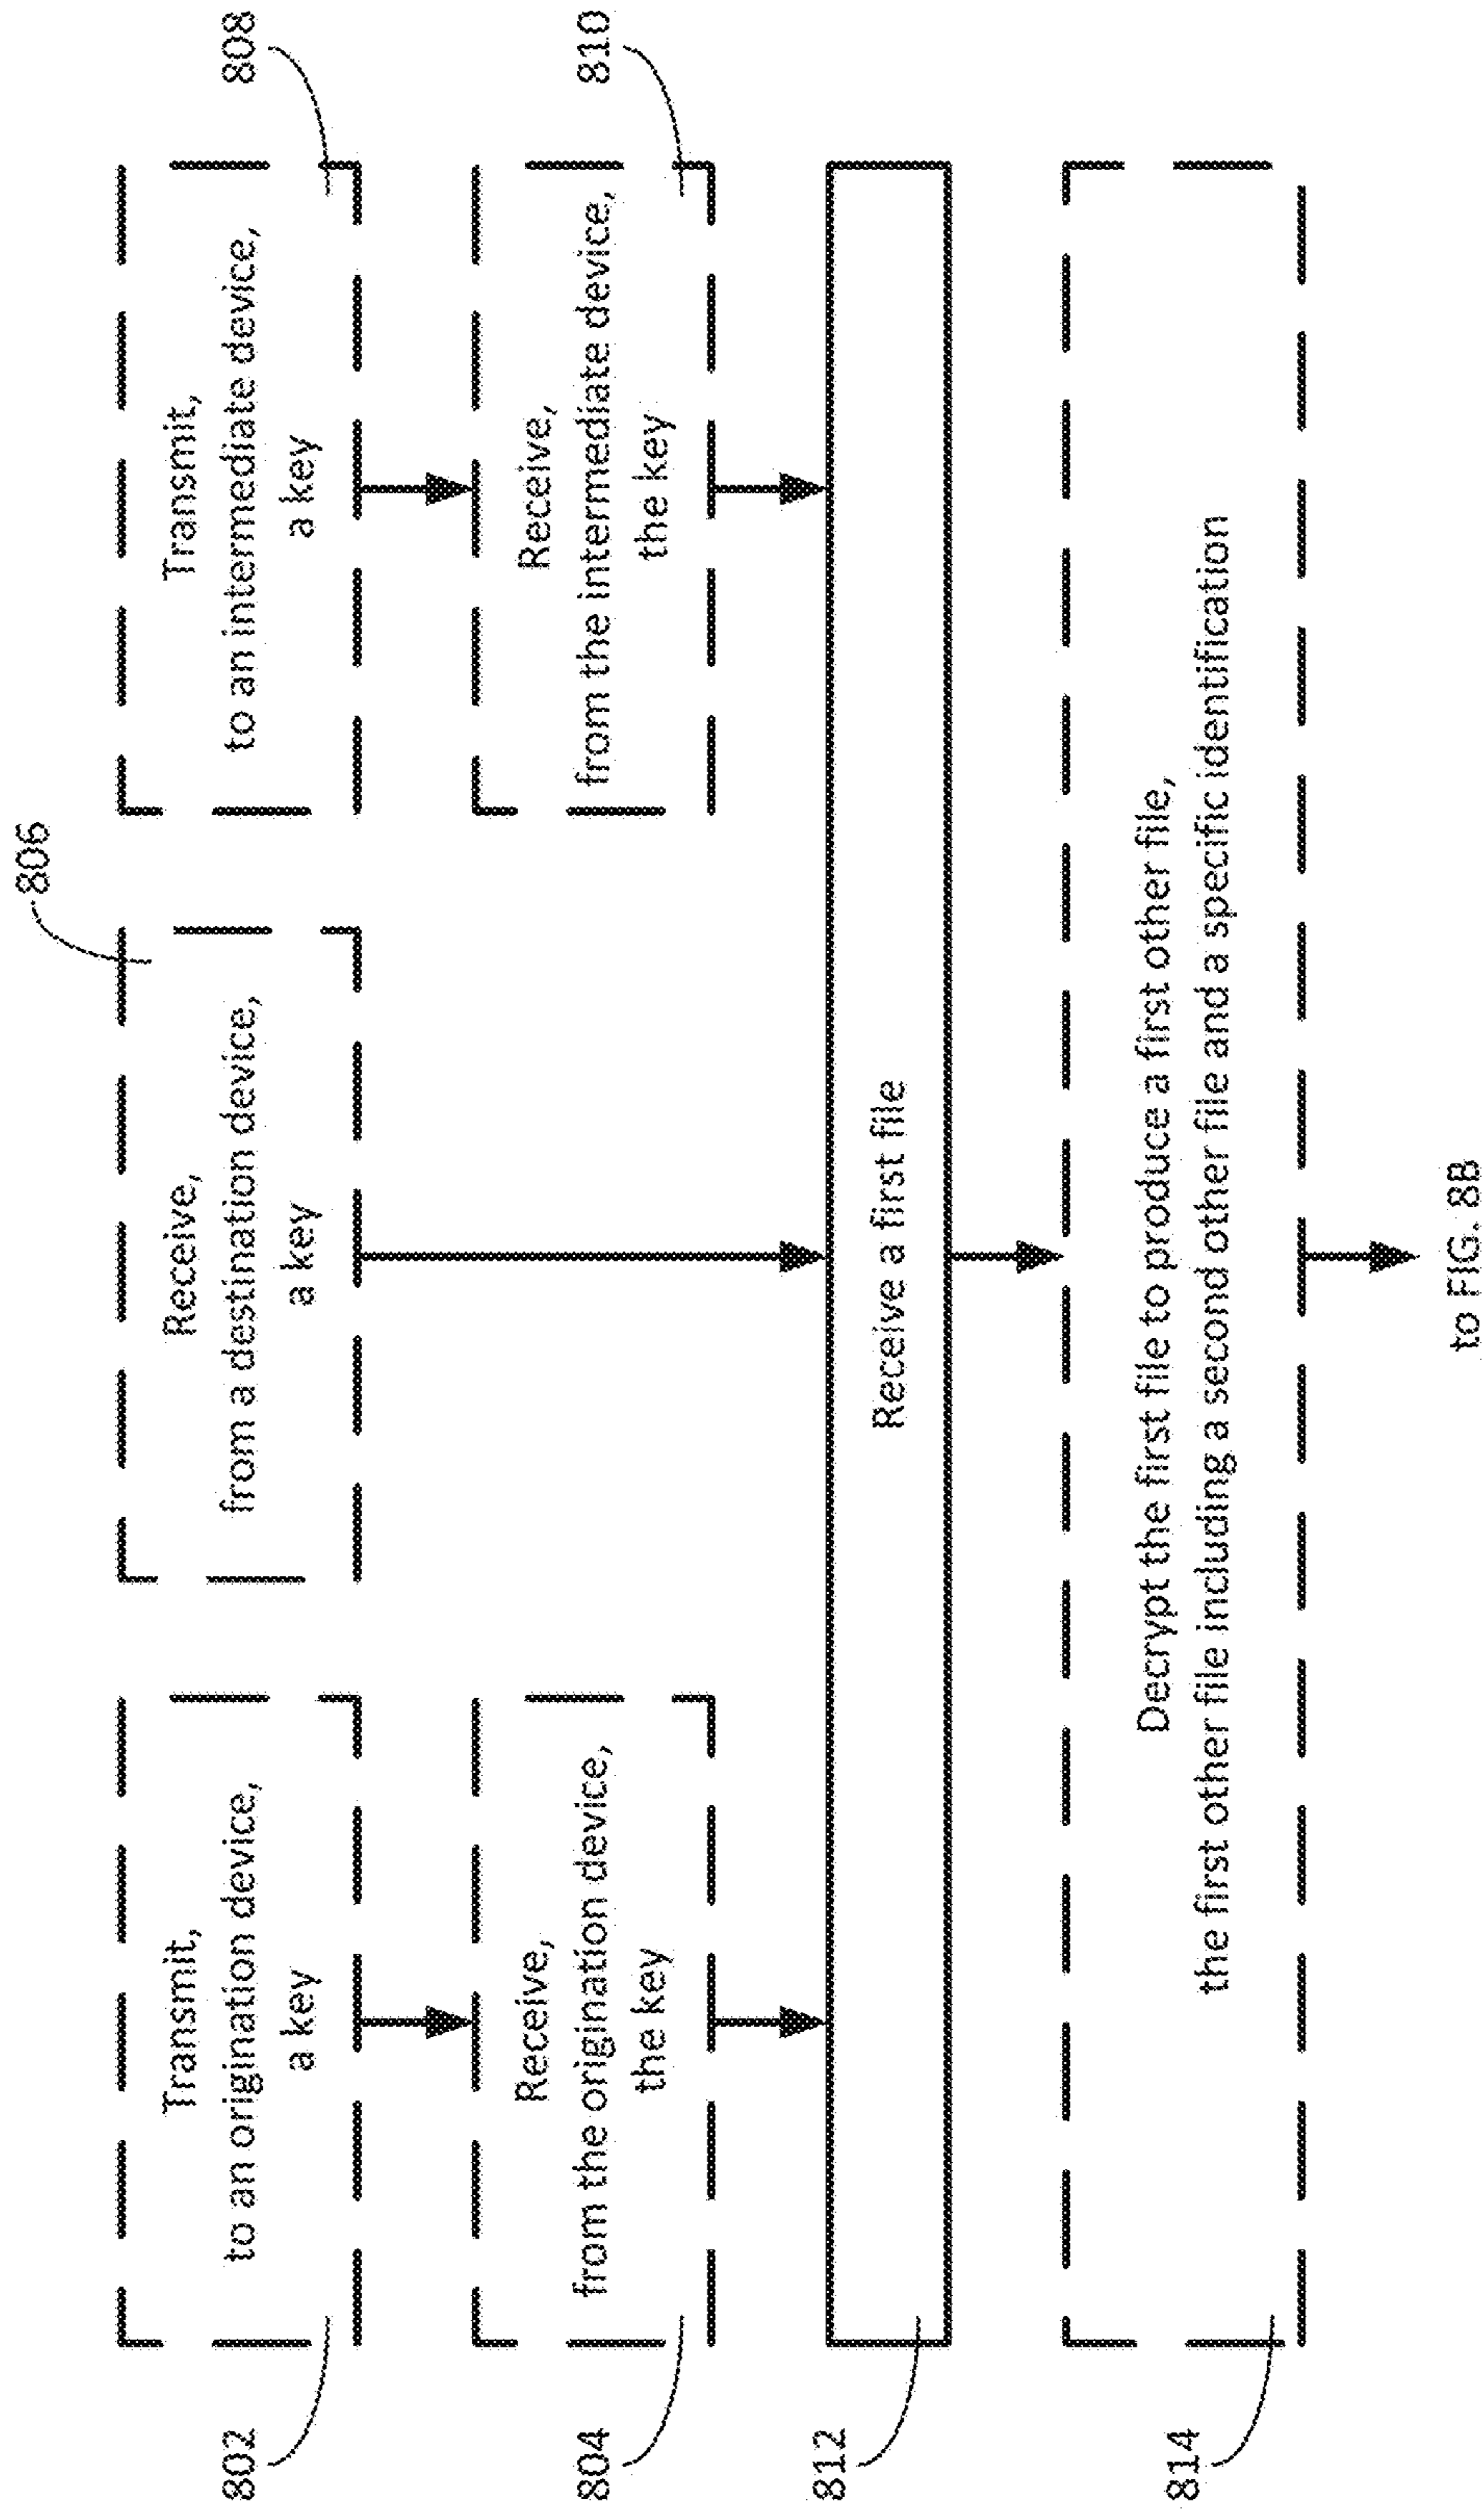 802
Transmit,
to an origination device,
a key
806
Receive,
from a destination device,
a key
808
Transmit,
to an intermediate device,
a key
804
Receive,
from the origination device,
the key
810
Receive,
from the intermediate device,
the key
812
Receive a first file
814
Decrypt the first file to produce a first other file,
the first other file including a second other file and a specific identification
to FIG. 8B